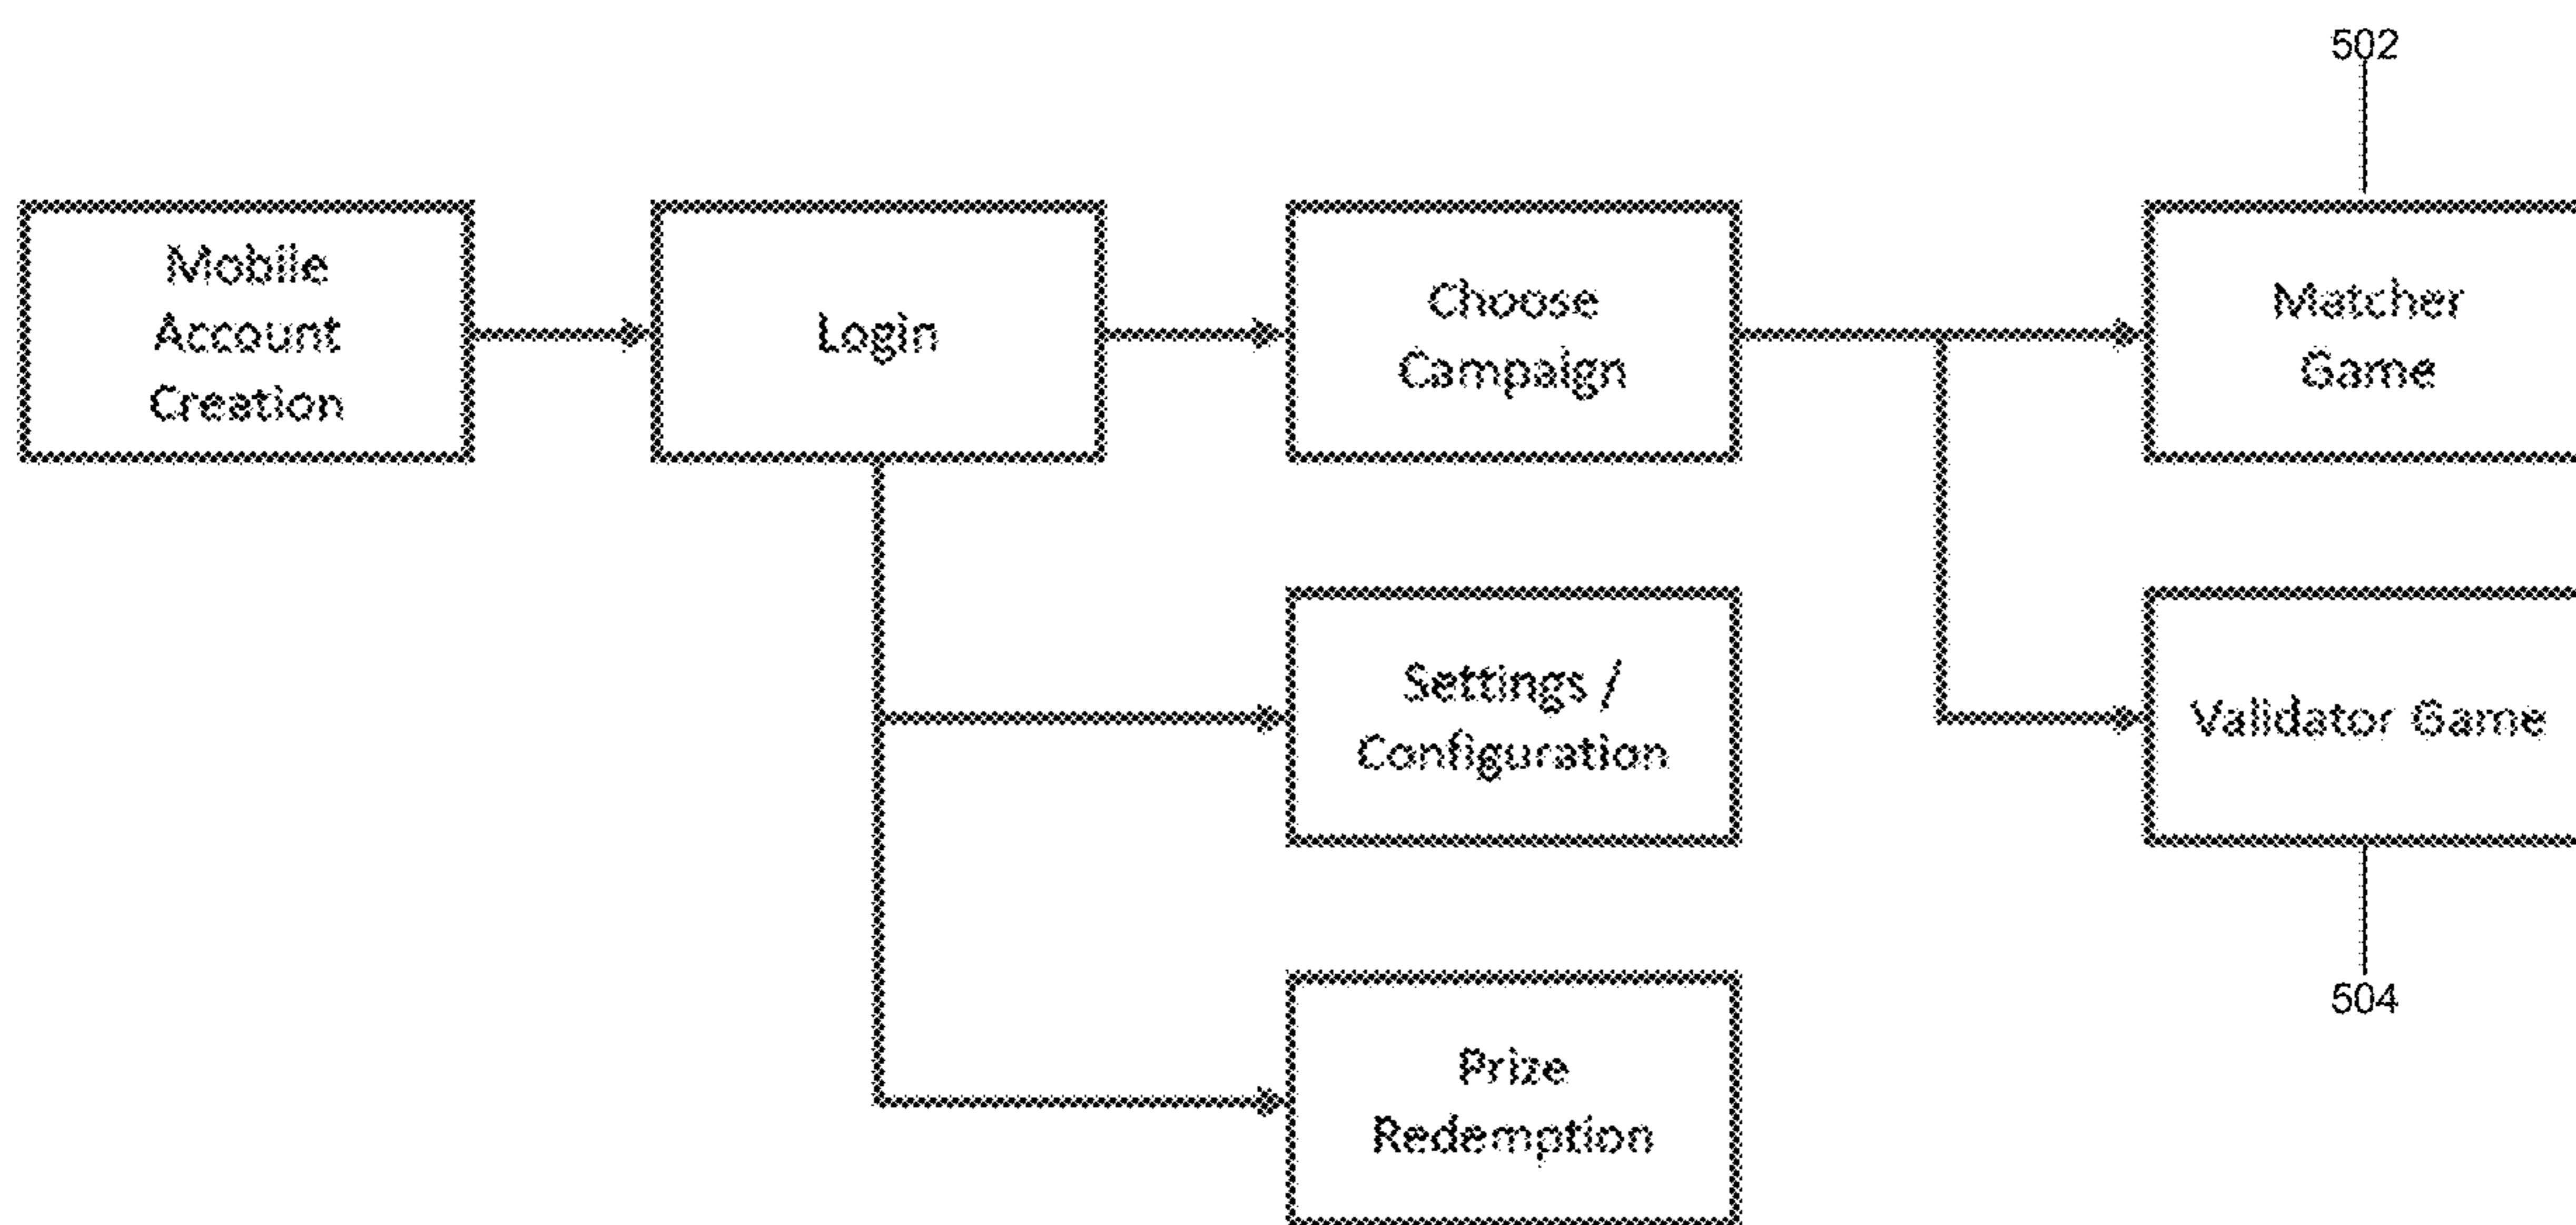 502
Mobile
Account
Creation
Login
Choose
Campaign
Matcher
Game
Settings /
Configuration
Validator Game
504
Prize
Redemption